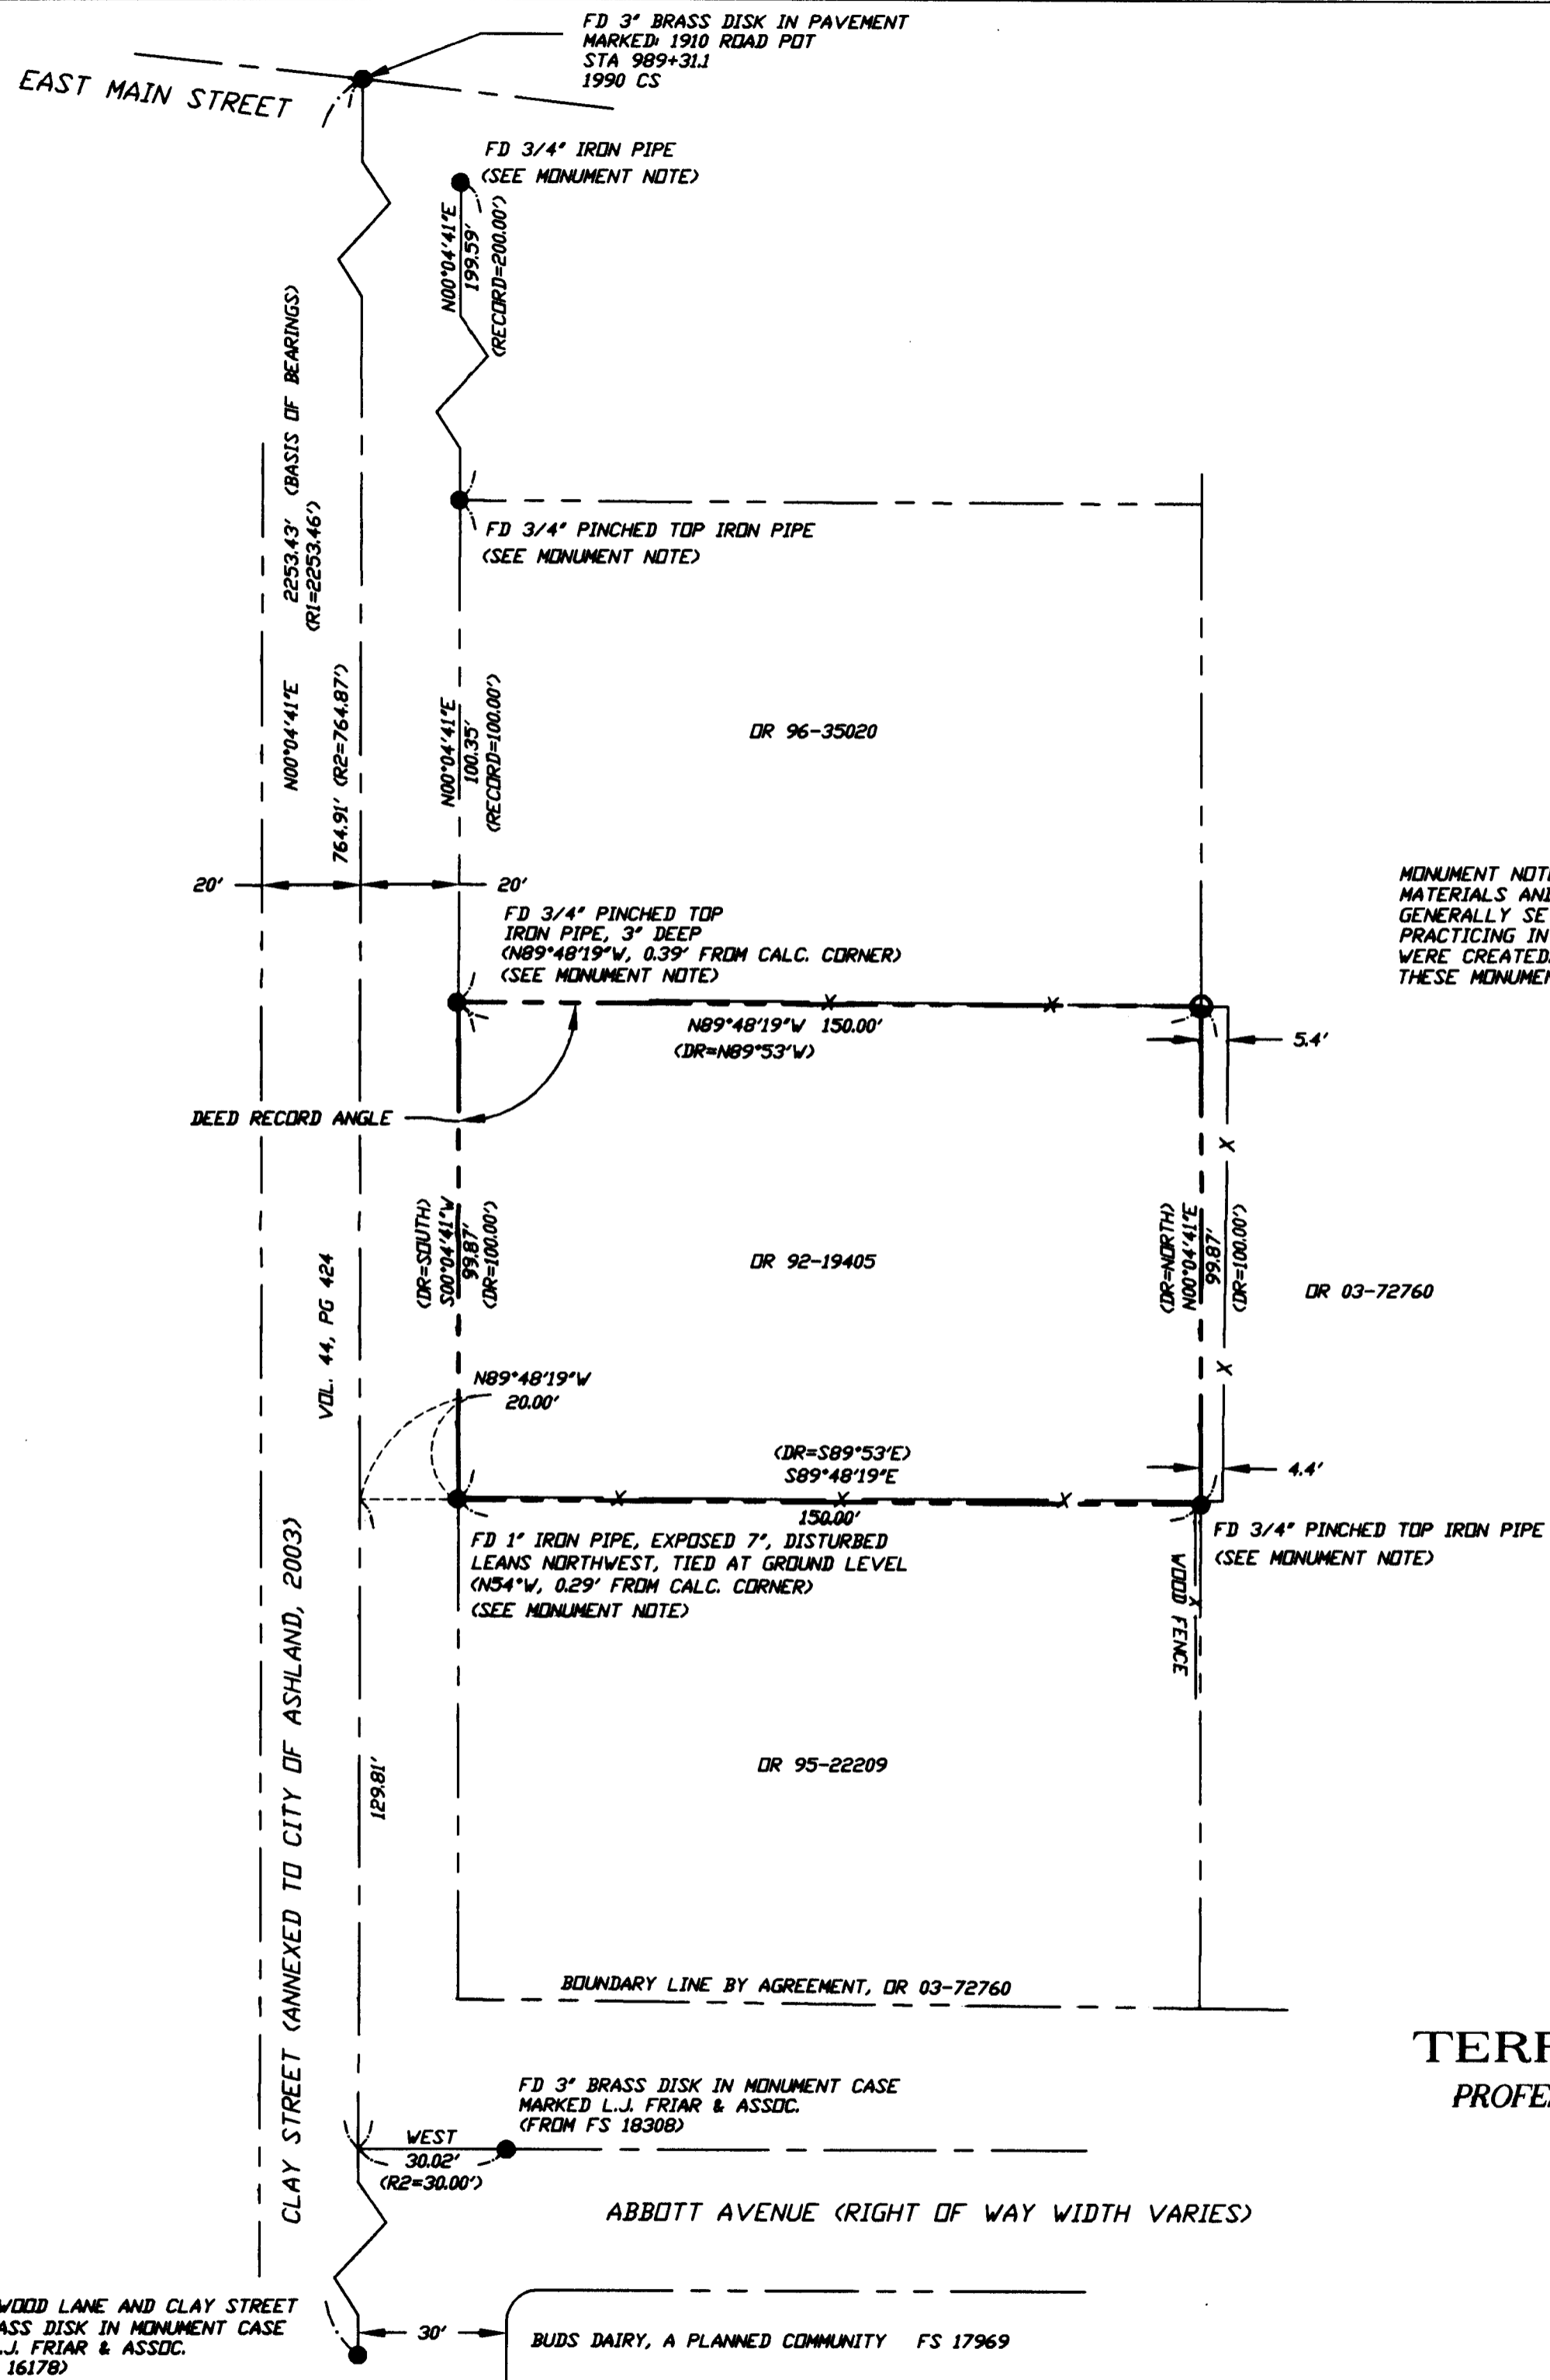 FD 3" BRASS DISK IN PAVEMENT
MARKED: 1910 ROAD POT
STA 989+31.1
1990 CS
EAST MAIN STREET
FD 3/4" IRON PIPE
(SEE MONUMENT NOTE)
N00°04'41"E
199.59'
(RECORD=200.00')
N00°04'41"E 2253.43' (BASIS OF BEARINGS)
(R1=2253.46')
764.91' (R2=764.87')
FD 3/4" PINCHED TOP IRON PIPE
(SEE MONUMENT NOTE)
N00°04'41"E
100.35'
(RECORD=100.00')
OR 96-35020
20'
20'
FD 3/4" PINCHED TOP
IRON PIPE, 3" DEEP
(N89°48'19"W, 0.39' FROM CALC. CORNER)
(SEE MONUMENT NOTE)
MONUMENT NOTE
MATERIALS AND
GENERALLY SE
PRACTICING IN
WERE CREATED.
THESE MONUMEN
N89°48'19"W 150.00'
(DR=N89°53'W)
5.4'
DEED RECORD ANGLE
X
X
(DR=SOUTH)
S00°04'41"W
99.87'
(DR=100.00')
OR 92-19405
(DR=NORTH)
N00°04'41"E
99.87'
(DR=100.00')
X
X
OR 03-72760
VOL. 44, PG 424
N89°48'19"W
20.00'
(DR=S89°53'E)
S89°48'19"E
150.00'
X
X
X
4.4'
FD 1" IRON PIPE, EXPOSED 7", DISTURBED
LEANS NORTHWEST, TIED AT GROUND LEVEL
(N54°W, 0.29' FROM CALC. CORNER)
(SEE MONUMENT NOTE)
FD 3/4" PINCHED TOP IRON PIPE
(SEE MONUMENT NOTE)
X
WOOD FENCE
CLAY STREET (ANNEXED TO CITY OF ASHLAND, 2003)
129.81'
OR 95-22209
BOUNDARY LINE BY AGREEMENT, OR 03-72760
PROFE
FD 3" BRASS DISK IN MONUMENT CASE
MARKED L.J. FRIAR & ASSOC.
(FROM FS 18308)
WEST
30.02'
(R2=30.00')
ABBOTT AVENUE (RIGHT OF WAY WIDTH VARIES)
WOOD LANE AND CLAY STREET
ASS DISK IN MONUMENT CASE
.J. FRIAR & ASSOC.
16178)
30'
BUDS DAIRY, A PLANNED COMMUNITY FS 17969